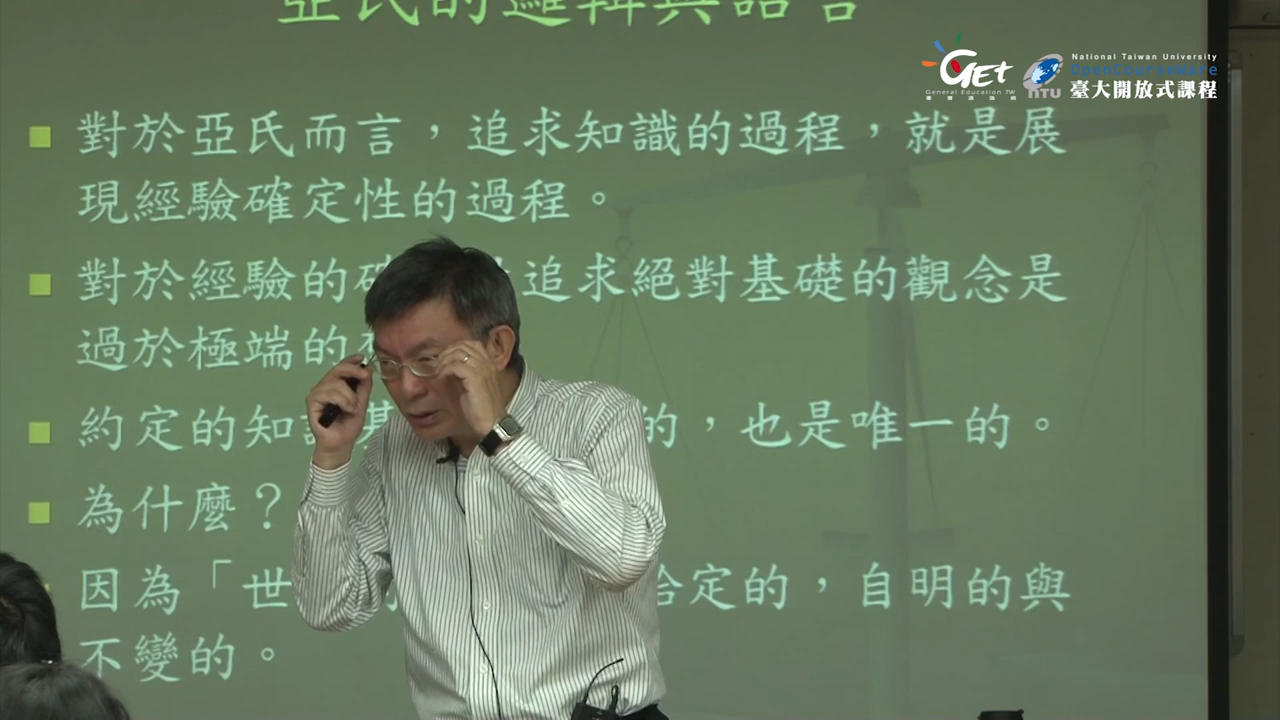 亞氏的邏輯與語言
GET
General Education TW
National Taiwan University
OpenCourseWare
NTU
臺大開放式課程
對於亞氏而言，追求知識的過程，就是展
現經驗確定性的過程。
對於經驗的 追求絕對基礎的觀念是
過於極端的
約定的知 的，也是唯一的。
為什麼？
因為「世 給定的，自明的與
不變的。